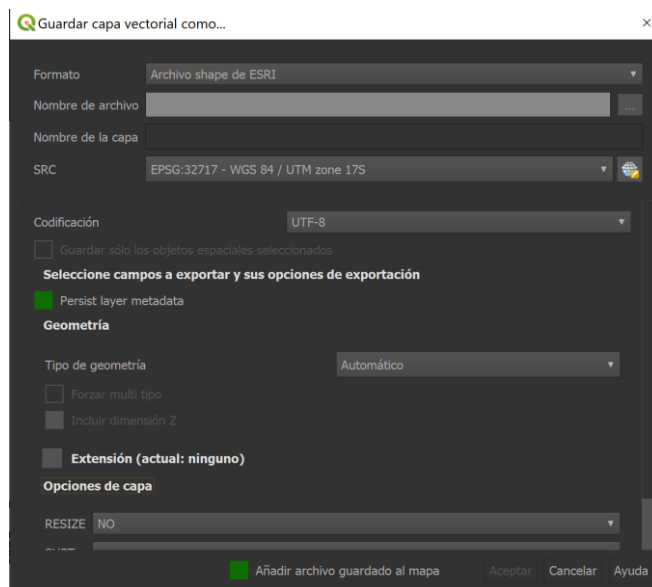 Guardar capa vectorial como...
Formato Archivo shape de ESRI
Nombre de archivo ...
Nombre de la capa
SRC EPSG:32717 - WGS 84 / UTM zone 17S
Codificación UTF-8
Guardar sólo los objetos espaciales seleccionados
Seleccione campos a exportar y sus opciones de exportación
Persist layer metadata
Geometría
Tipo de geometría Automático
Forzar multi tipo
Incluir dimensión Z
Extensión (actual: ninguno)
Opciones de capa
RESIZE NO
Añadir archivo guardado al mapa Aceptar Cancelar Ayuda